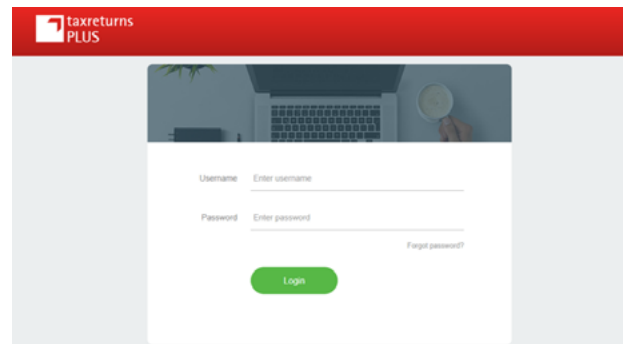 taxreturns
PLUS
Username Enter username
Password Enter password
Forgot password?
Login